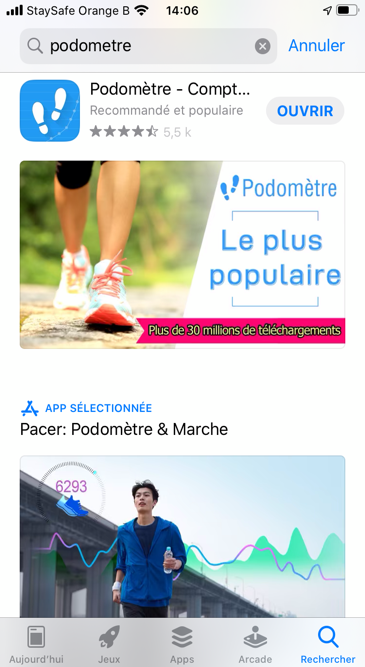 StaySafe Orange B 14:06
podometre
Annuler
Podomètre - Compt...
Recommandé et populaire
OUVRIR
5,5 k
Podomètre
Le plus
populaire
Plus de 30 millions de téléchargements
APP SÉLECTIONNÉE
Pacer: Podomètre & Marche
6293
Aujourd'hui Jeux Apps Arcade Rechercher